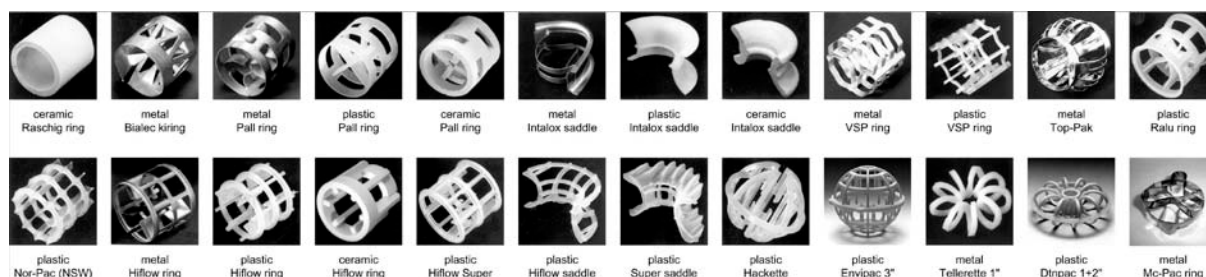 ceramic
Raschig ring
metal
Bialec kiring
metal
Pall ring
plastic
Pall ring
ceramic
Pall ring
metal
Intalox saddle
plastic
Intalox saddle
ceramic
Intalox saddle
metal
VSP ring
plastic
VSP ring
metal
Top-Pak
plastic
Ralu ring
plastic
Nor-Pac (NSW)
metal
Hiflow ring
plastic
Hiflow ring
ceramic
Hiflow ring
plastic
Hiflow Super
plastic
Hiflow saddle
plastic
Super saddle
plastic
Hackette
plastic
Envipac 3"
metal
Tellerette 1"
plastic
Dtnpac 1+2"
metal
Mc-Pac ring